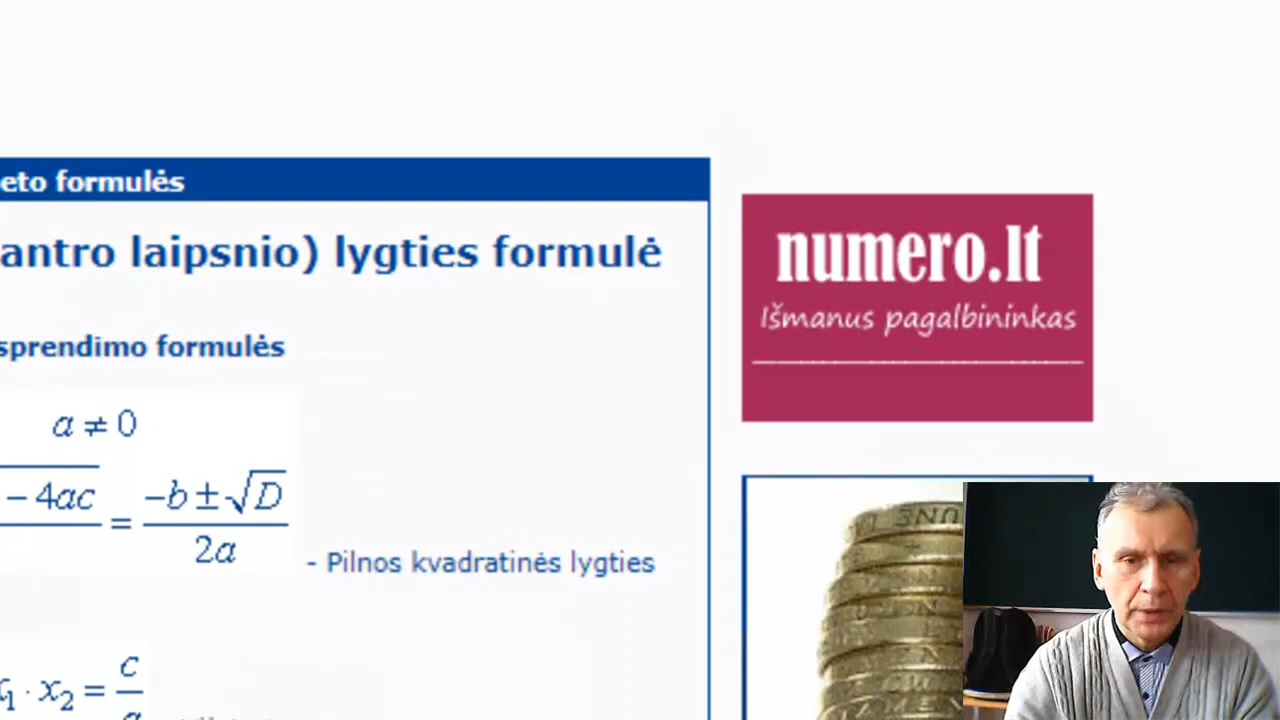 eto formulės
antro laipsnio) lygties formulė
sprendimo formulės
a ≠ 0
− 4ac = −b ± √D
2a
- Pilnos kvadratinės lygties
x₁ · x₂ = c
numero.lt
Išmanus pagalbininkas